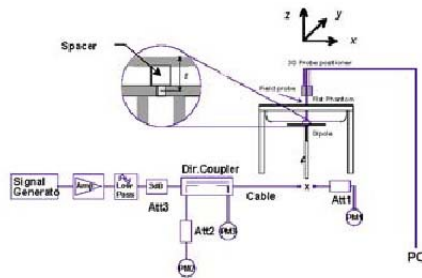 z
y
x
Spacer
s
3D Probe positioner
Field probe
Flat Phantom
Dipole
Signal
Generato
Amp
Low
Pass
3dB
Att3
Dir.Coupler
Cable
x
Att1
PM1
Att2
PM3
PM2
PC